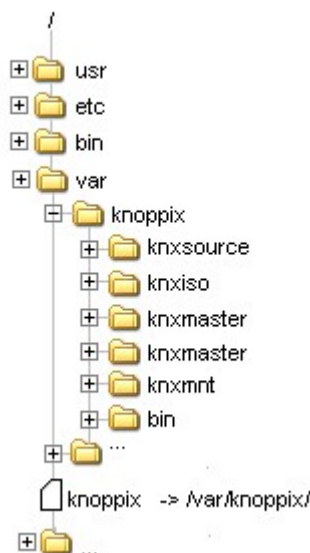 /
usr
etc
bin
var
knoppix
knxsource
knxiso
knxmaster
knxmaster
knxmnt
bin
...
knoppix -> /var/knoppix/
...